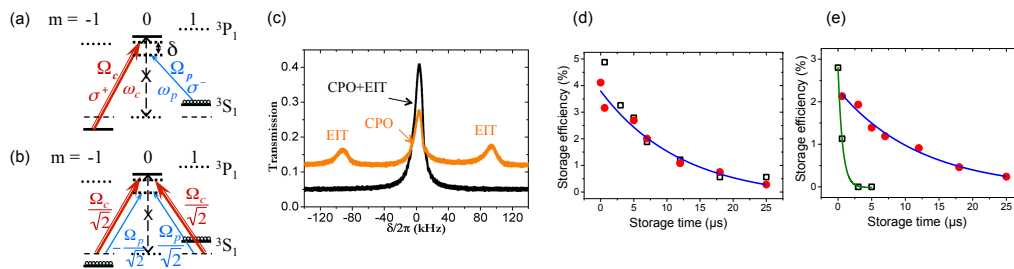 (a)
m = -1 0 1
³P₁
δ
Ω_c
Ω_p
σ⁺
ω_c
ω_p
σ⁻
³S₁
X
(b)
m = -1 0 1
³P₁
X
Ω_c/√2
-Ω_p/√2
Ω_p/√2
Ω_c/√2
³S₁
(c)
Transmission
0.4
0.3
0.2
0.1
0.0
CPO+EIT
CPO
EIT
EIT
-120 -80 -40 0 40 80 120
δ/2π (kHz)
(d)
Storage efficiency (%)
5
4
3
2
1
0
0 5 10 15 20 25
Storage time (µs)
(e)
Storage efficiency (%)
3
2
1
0
0 5 10 15 20 25
Storage time (µs)